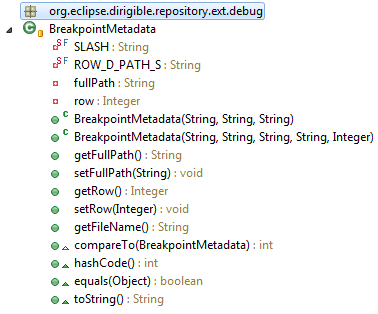 org.eclipse.dirigible.repository.ext.debug
BreakpointMetadata
SLASH : String
ROW_D_PATH_S : String
fullPath : String
row : Integer
BreakpointMetadata(String, String, String)
BreakpointMetadata(String, String, String, String, Integer)
getFullPath() : String
setFullPath(String) : void
getRow() : Integer
setRow(Integer) : void
getFileName() : String
compareTo(BreakpointMetadata) : int
hashCode() : int
equals(Object) : boolean
toString() : String